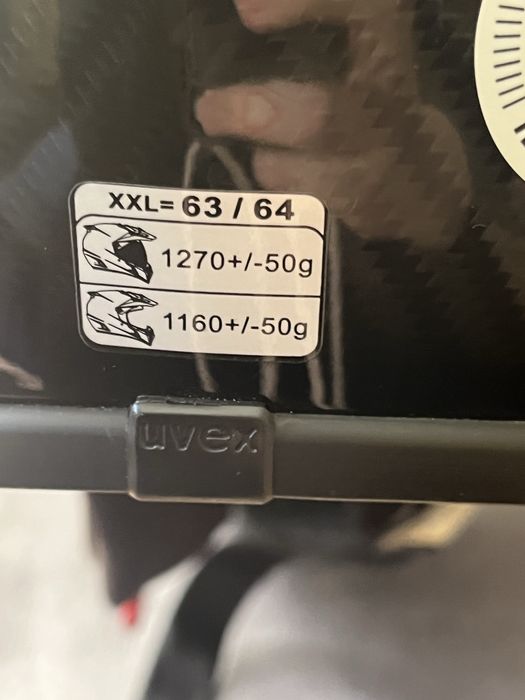 XXL= 63 / 64
1270+/-50g
1160+/-50g
uvex